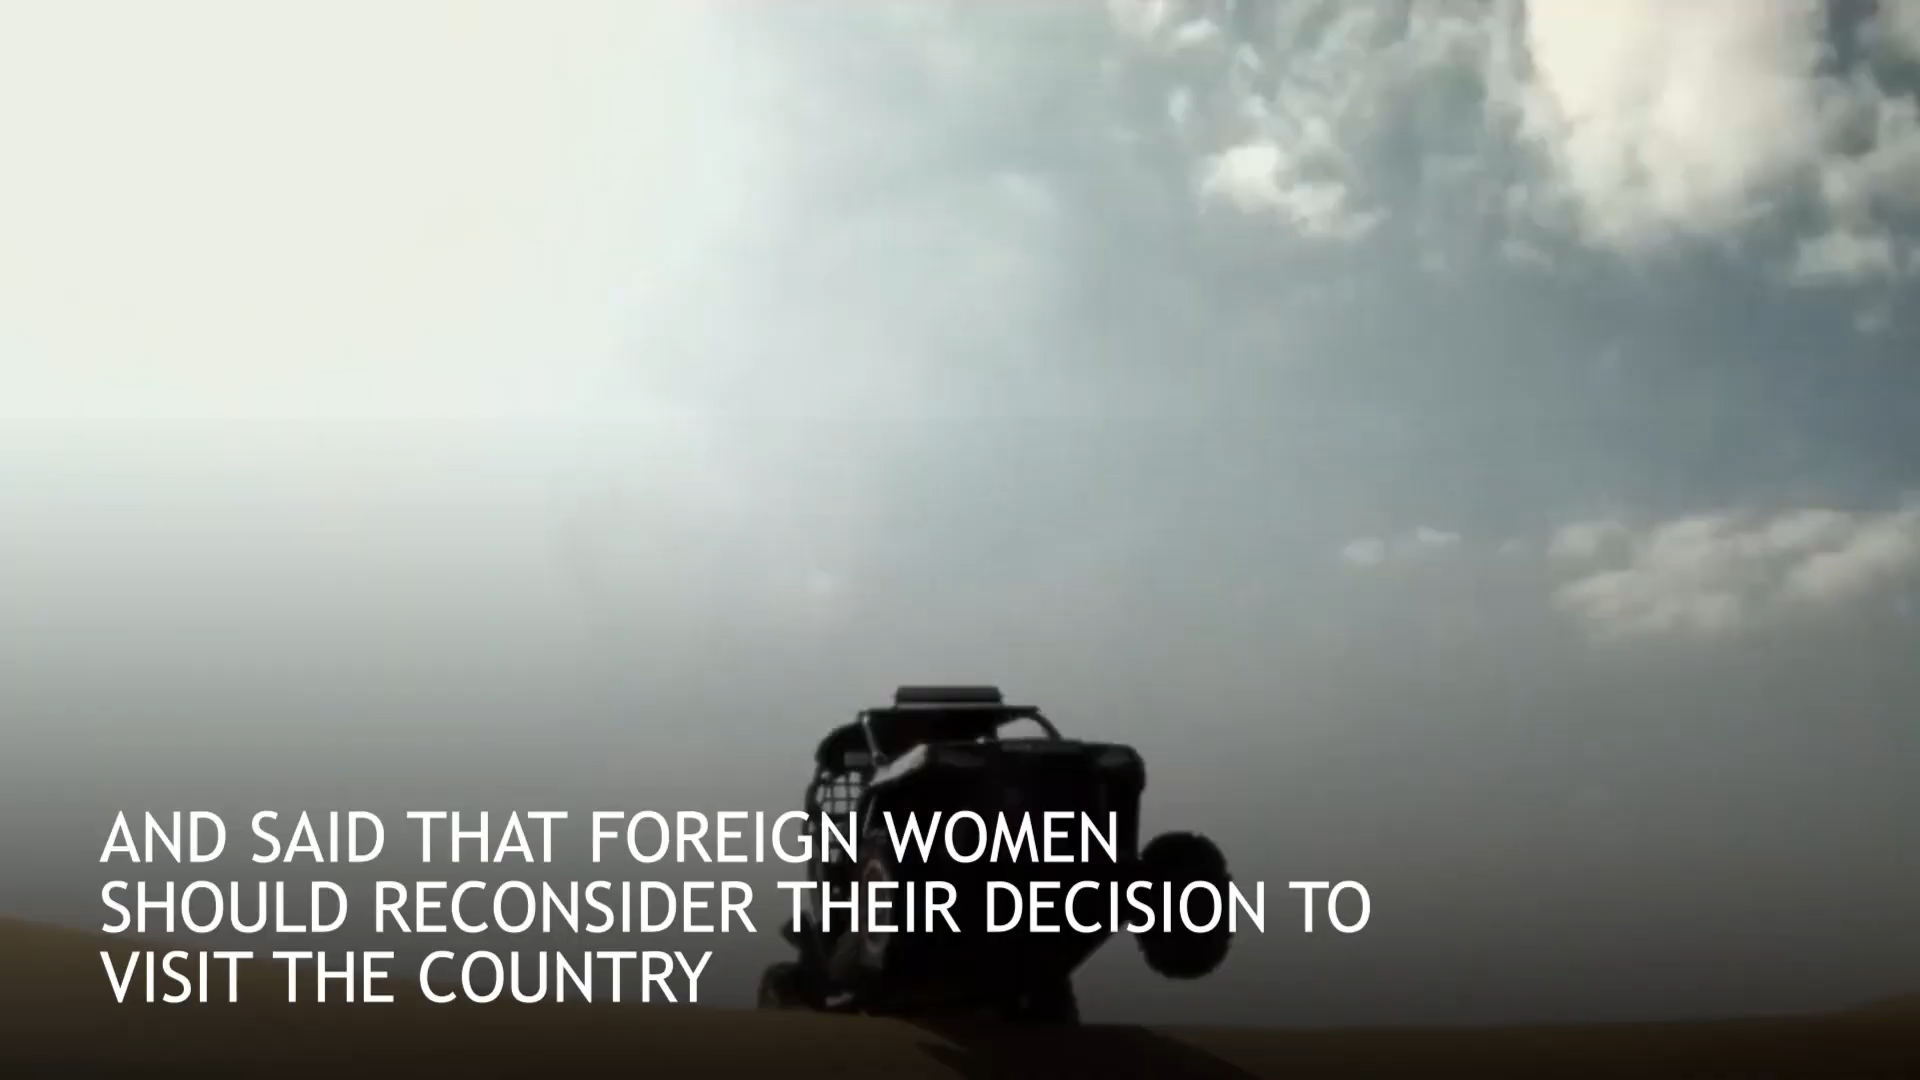 AND SAID THAT FOREIGN WOMEN
SHOULD RECONSIDER THEIR DECISION TO
VISIT THE COUNTRY